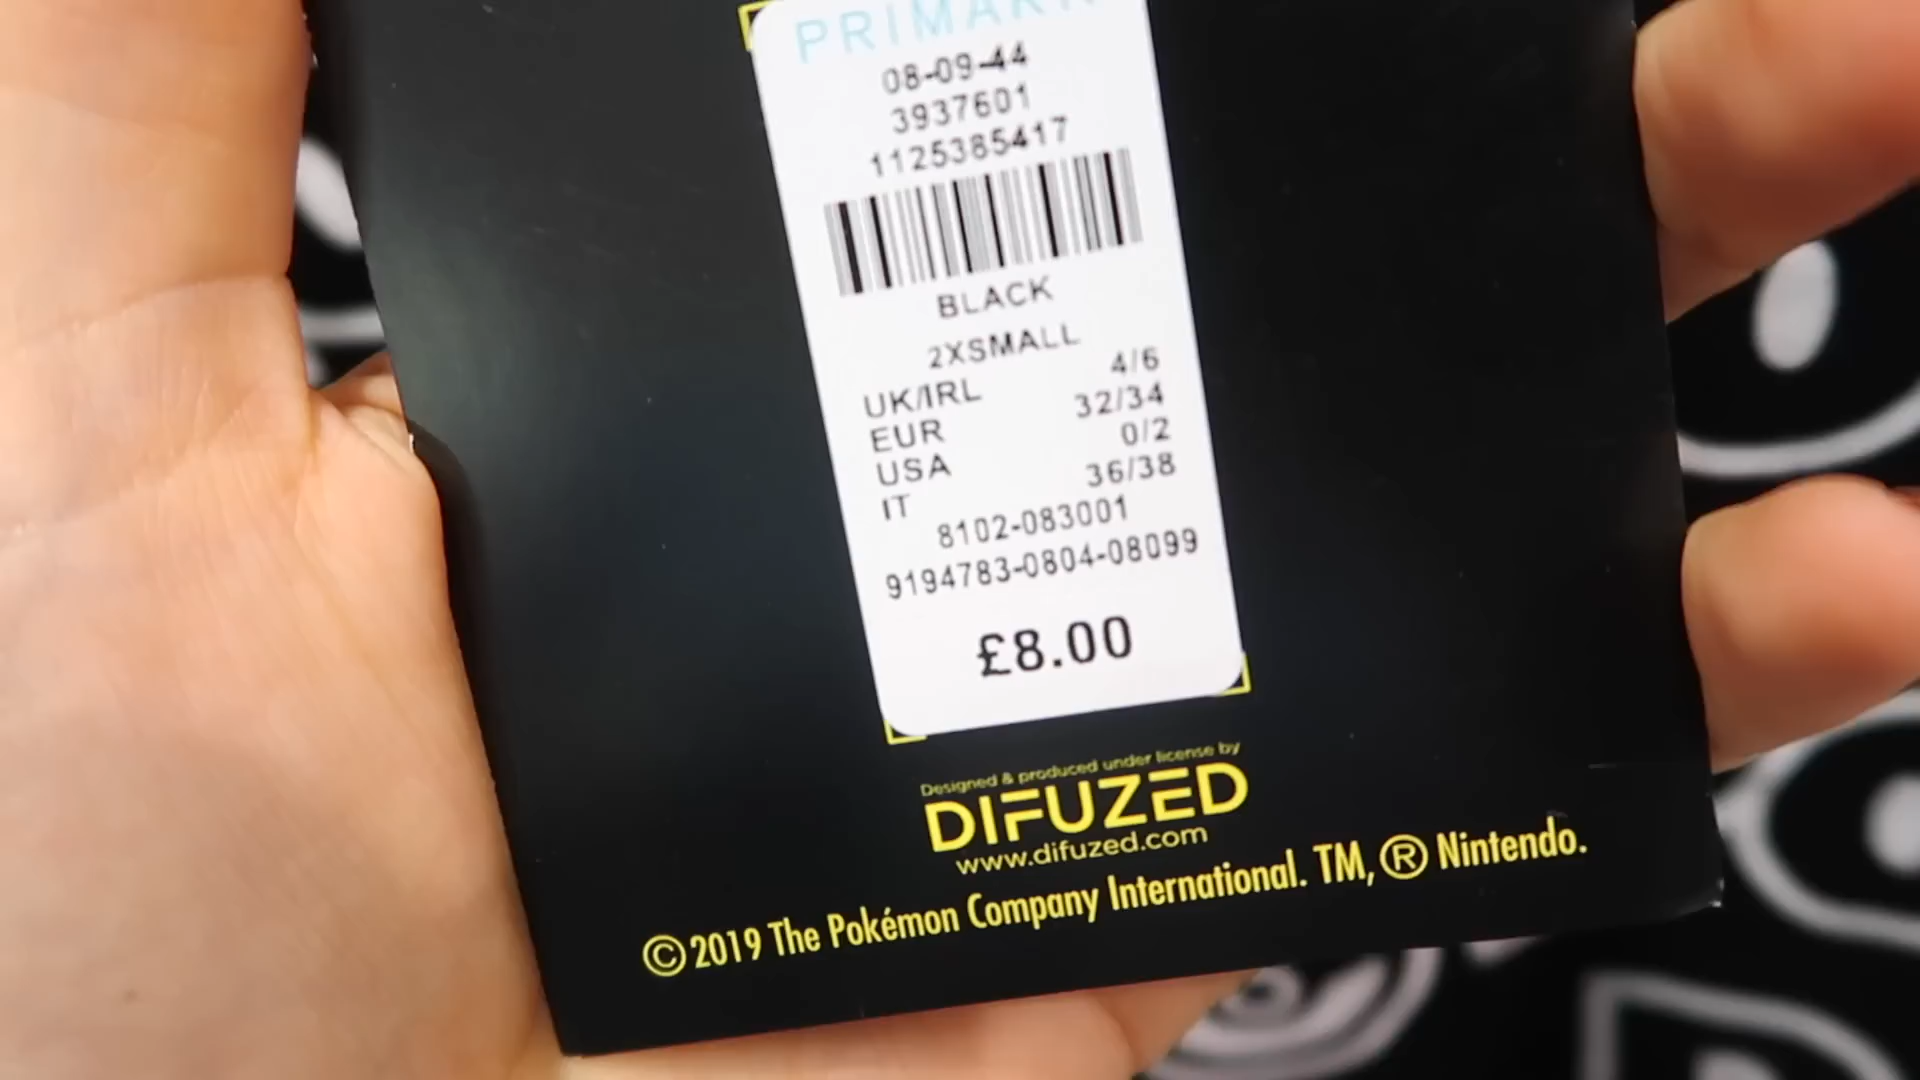 PRIMARK
08-09-44
3937601
1125385417
BLACK
2XSMALL
UK/IRL 4/6
EUR 32/34
USA 0/2
IT 36/38
8102-083001
9194783-0804-08099
£8.00
Designed & produced under license by
DIFUZED
www.difuzed.com
©2019 The Pokémon Company International. TM, ® Nintendo.